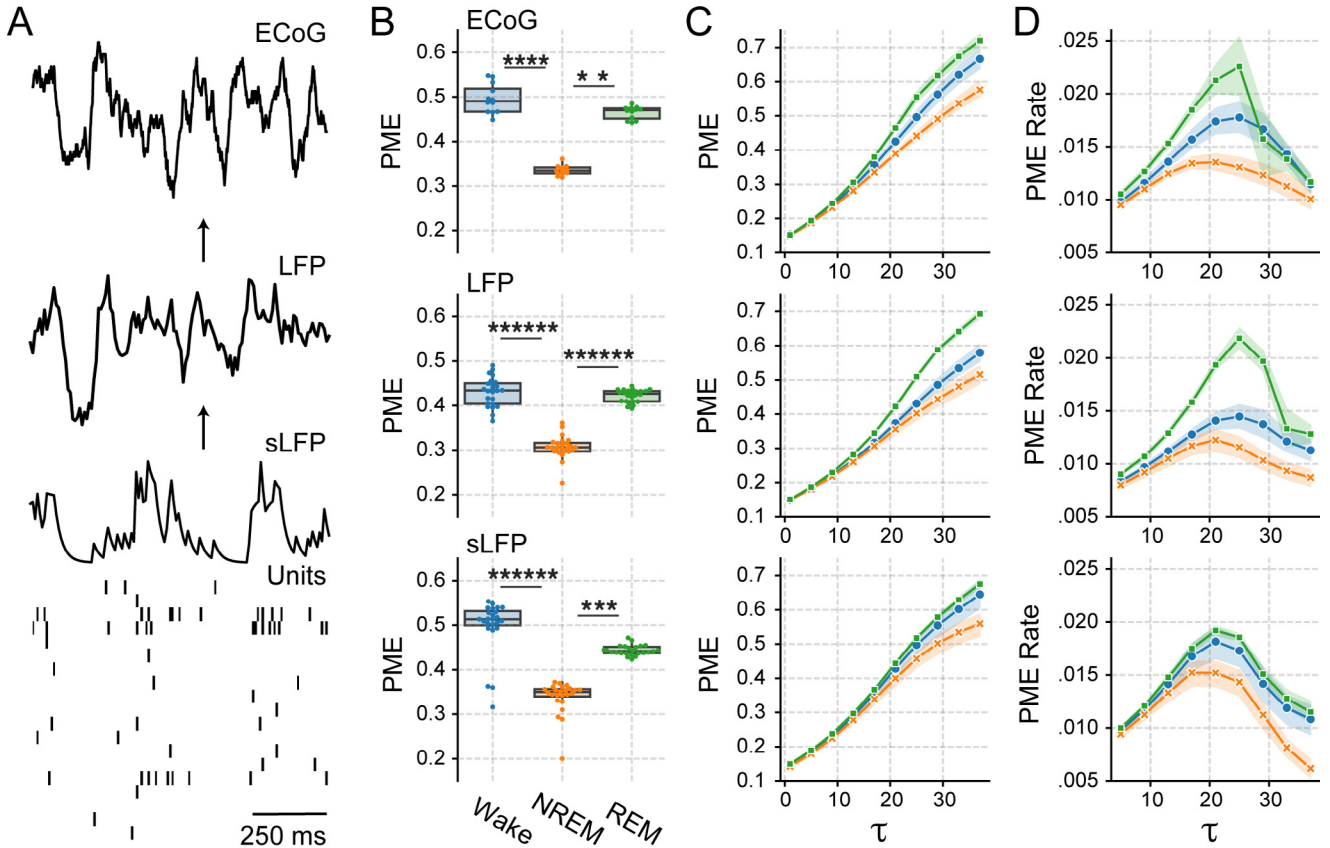 A
ECoG
LFP
sLFP
Units
250 ms
B
ECoG
PME
0.6
0.5
0.4
0.3
0.2
****
* *
LFP
PME
0.6
0.5
0.4
0.3
0.2
******
******
sLFP
PME
0.6
0.5
0.4
0.3
0.2
******
***
Wake
NREM
REM
C
PME
0.7
0.6
0.5
0.4
0.3
0.2
0.1
0 10 20 30
PME
0.7
0.6
0.5
0.4
0.3
0.2
0.1
0 10 20 30
PME
0.7
0.6
0.5
0.4
0.3
0.2
0.1
0 10 20 30
τ
D
PME Rate
.025
.020
.015
.010
.005
10 20 30
PME Rate
.025
.020
.015
.010
.005
10 20 30
PME Rate
.025
.020
.015
.010
.005
10 20 30
τ